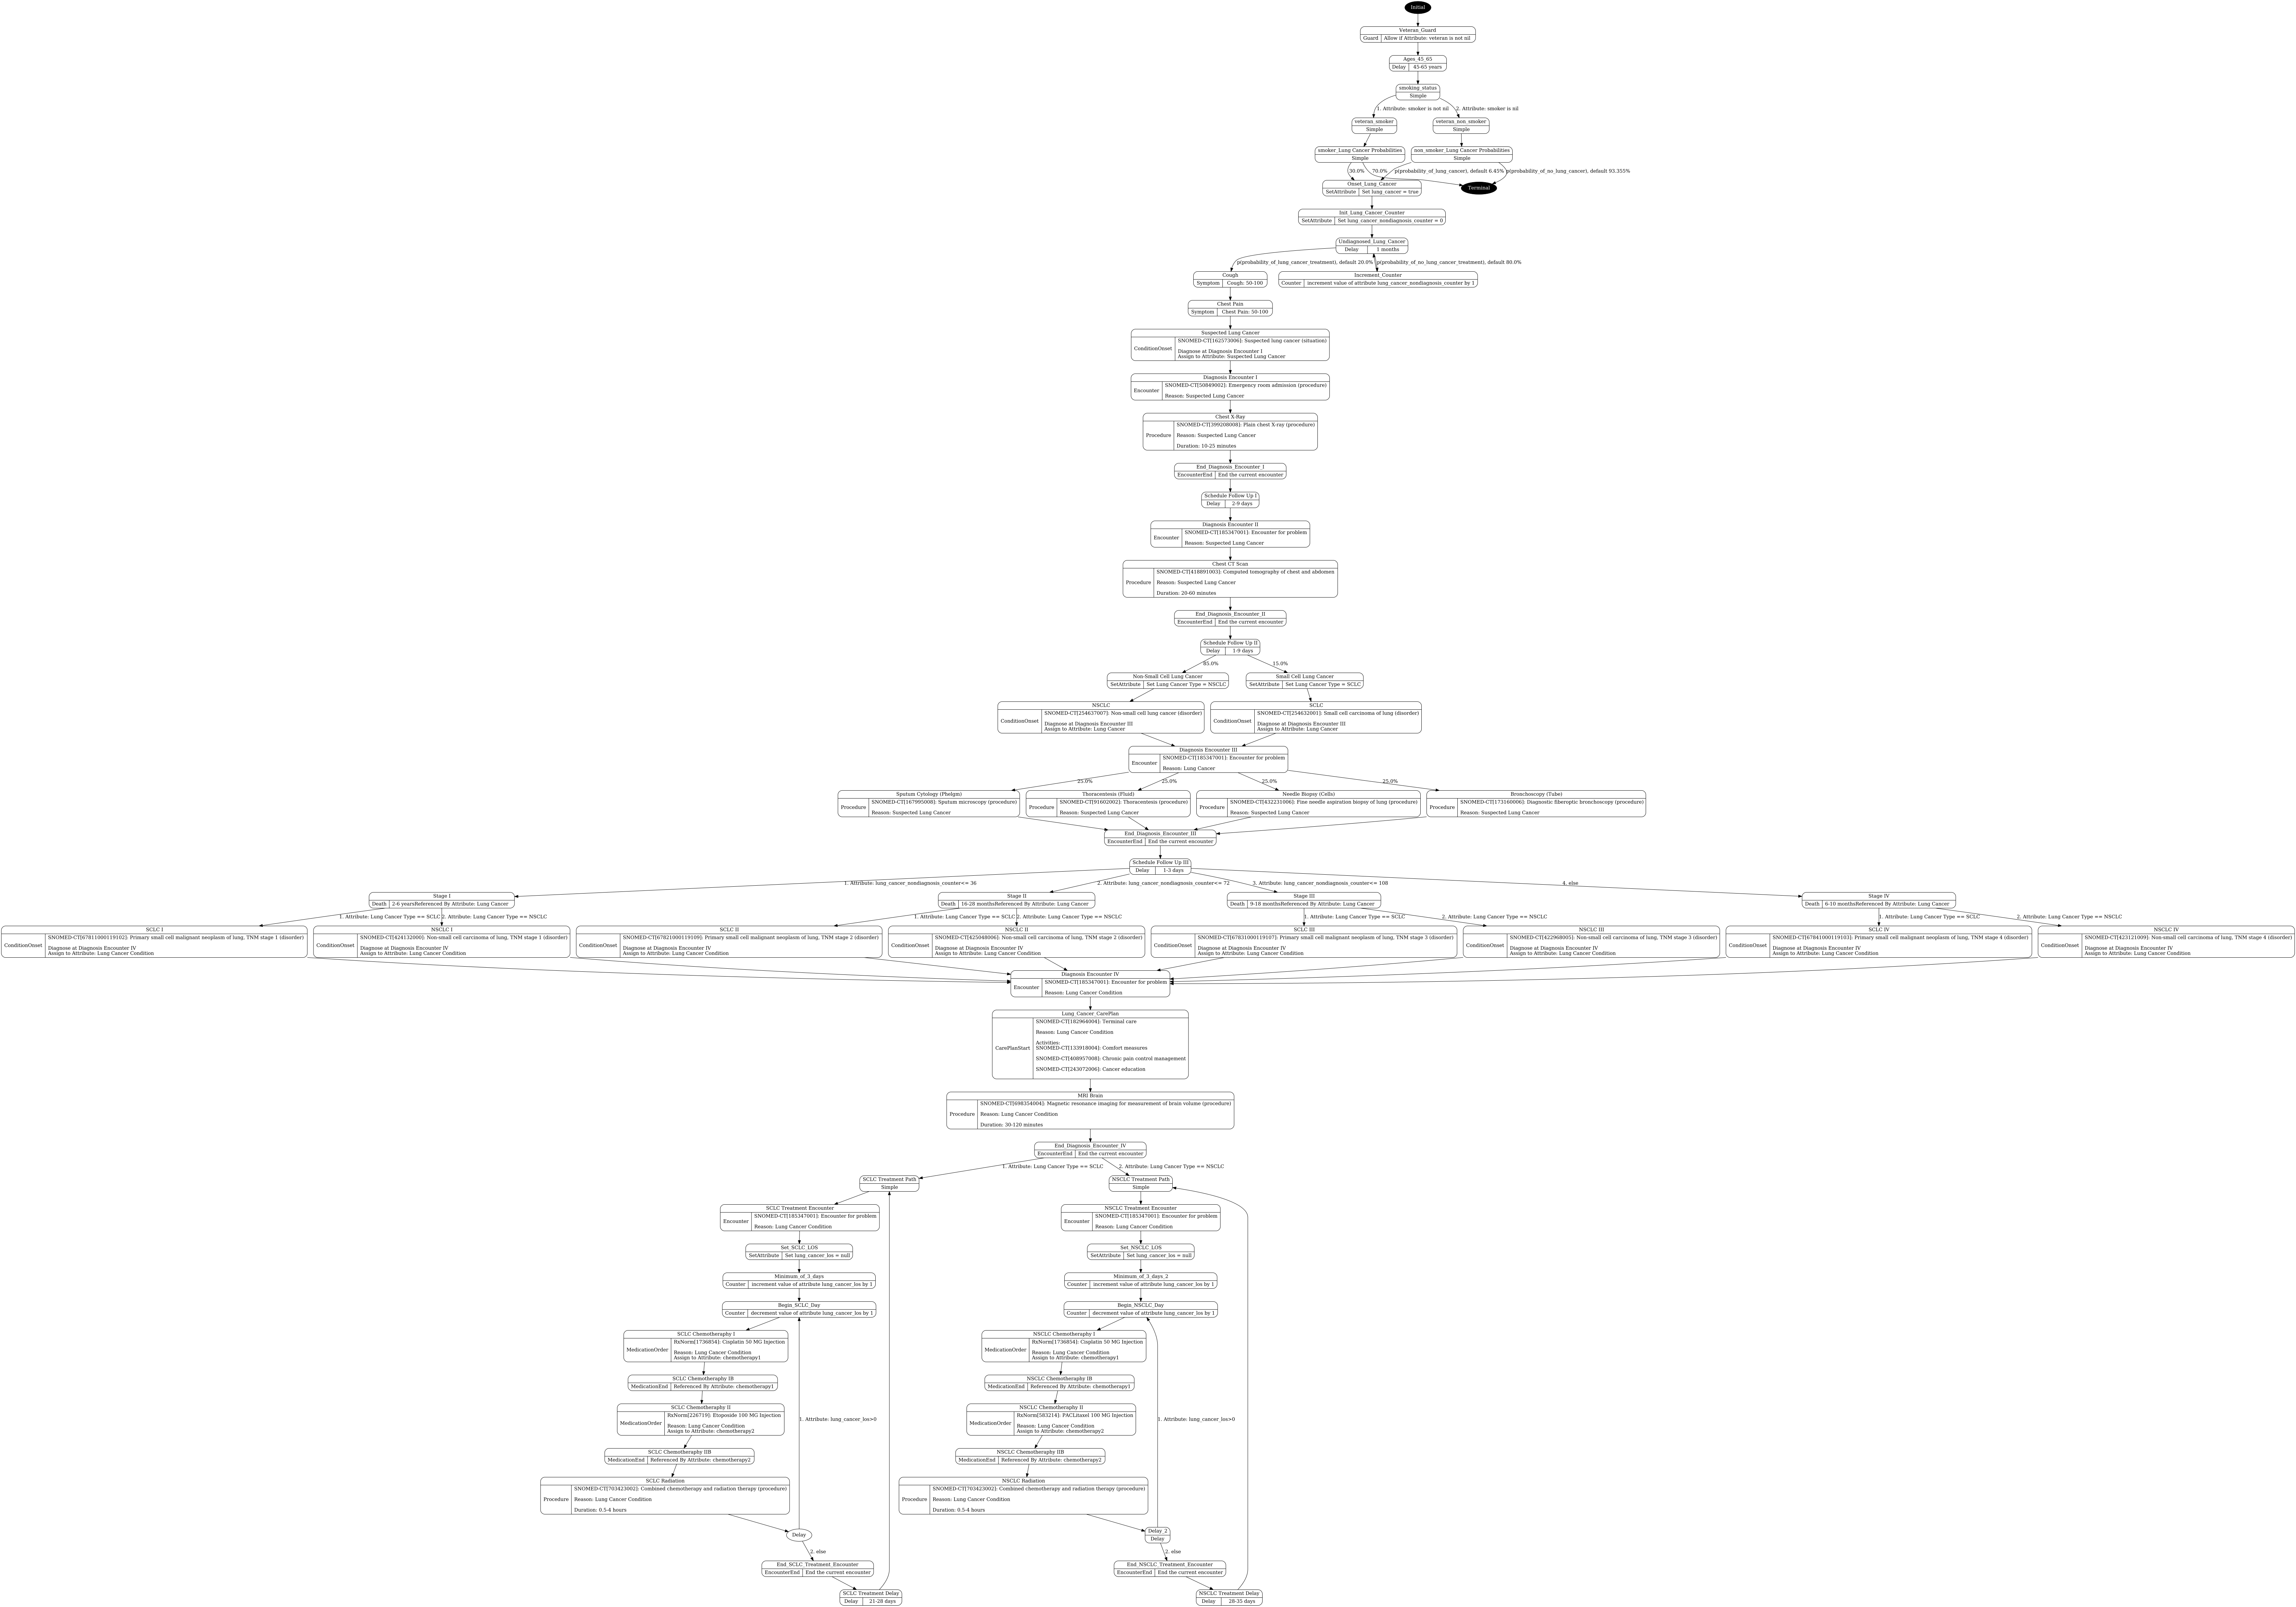 Initial
Veteran_Guard
Guard Allow if Attribute: veteran is not nil
Ages_45_65
Delay 45-65 years
smoking_status
Simple
1. Attribute: smoker is not nil
2. Attribute: smoker is nil
veteran_smoker
Simple
veteran_non_smoker
Simple
smoker_Lung Cancer Probabilities
Simple
non_smoker_Lung Cancer Probabilities
Simple
30.0%
70.0%
p(probability_of_lung_cancer), default 6.45%
p(probability_of_no_lung_cancer), default 93.355%
Onset_Lung_Cancer
SetAttribute Set lung_cancer = true
Terminal
Init_Lung_Cancer_Counter
SetAttribute Set lung_cancer_nondiagnosis_counter = 0
Undiagnosed_Lung_Cancer
Delay 1 months
p(probability_of_lung_cancer_treatment), default 20.0%
p(probability_of_no_lung_cancer_treatment), default 80.0%
Cough
Symptom Cough: 50-100
Increment_Counter
Counter increment value of attribute lung_cancer_nondiagnosis_counter by 1
Chest Pain
Symptom Chest Pain: 50-100
Suspected Lung Cancer
ConditionOnset
SNOMED-CT[162573006]: Suspected lung cancer (situation)
Diagnose at Diagnosis Encounter I
Assign to Attribute: Suspected Lung Cancer
Diagnosis Encounter I
Encounter
SNOMED-CT[50849002]: Emergency room admission (procedure)
Reason: Suspected Lung Cancer
Chest X-Ray
Procedure
SNOMED-CT[399208008]: Plain chest X-ray (procedure)
Reason: Suspected Lung Cancer
Duration: 10-25 minutes
End_Diagnosis_Encounter_I
EncounterEnd End the current encounter
Schedule Follow Up I
Delay 2-9 days
Diagnosis Encounter II
Encounter
SNOMED-CT[185347001]: Encounter for problem
Reason: Suspected Lung Cancer
Chest CT Scan
Procedure
SNOMED-CT[418891003]: Computed tomography of chest and abdomen
Reason: Suspected Lung Cancer
Duration: 20-60 minutes
End_Diagnosis_Encounter_II
EncounterEnd End the current encounter
Schedule Follow Up II
Delay 1-9 days
85.0%
15.0%
Non-Small Cell Lung Cancer
SetAttribute Set Lung Cancer Type = NSCLC
Small Cell Lung Cancer
SetAttribute Set Lung Cancer Type = SCLC
NSCLC
ConditionOnset
SNOMED-CT[254637007]: Non-small cell lung cancer (disorder)
Diagnose at Diagnosis Encounter III
Assign to Attribute: Lung Cancer
SCLC
ConditionOnset
SNOMED-CT[254632001]: Small cell carcinoma of lung (disorder)
Diagnose at Diagnosis Encounter III
Assign to Attribute: Lung Cancer
Diagnosis Encounter III
Encounter
SNOMED-CT[185347001]: Encounter for problem
Reason: Lung Cancer
25.0%
25.0%
25.0%
25.0%
Sputum Cytology (Phelgm)
Procedure
SNOMED-CT[167995008]: Sputum microscopy (procedure)
Reason: Suspected Lung Cancer
Thoracentesis (Fluid)
Procedure
SNOMED-CT[91602002]: Thoracentesis (procedure)
Reason: Suspected Lung Cancer
Needle Biopsy (Cells)
Procedure
SNOMED-CT[432231006]: Fine needle aspiration biopsy of lung (procedure)
Reason: Suspected Lung Cancer
Bronchoscopy (Tube)
Procedure
SNOMED-CT[173160006]: Diagnostic fiberoptic bronchoscopy (procedure)
Reason: Suspected Lung Cancer
End_Diagnosis_Encounter_III
EncounterEnd End the current encounter
Schedule Follow Up III
Delay 1-3 days
1. Attribute: lung_cancer_nondiagnosis_counter<= 36
2. Attribute: lung_cancer_nondiagnosis_counter<= 72
3. Attribute: lung_cancer_nondiagnosis_counter<= 108
4. else
Stage I
Death 2-6 yearsReferenced By Attribute: Lung Cancer
Stage II
Death 16-28 monthsReferenced By Attribute: Lung Cancer
Stage III
Death 9-18 monthsReferenced By Attribute: Lung Cancer
Stage IV
Death 6-10 monthsReferenced By Attribute: Lung Cancer
1. Attribute: Lung Cancer Type == SCLC
2. Attribute: Lung Cancer Type == NSCLC
1. Attribute: Lung Cancer Type == SCLC
2. Attribute: Lung Cancer Type == NSCLC
1. Attribute: Lung Cancer Type == SCLC
2. Attribute: Lung Cancer Type == NSCLC
1. Attribute: Lung Cancer Type == SCLC
2. Attribute: Lung Cancer Type == NSCLC
SCLC I
ConditionOnset
SNOMED-CT[67811000119102]: Primary small cell malignant neoplasm of lung, TNM stage 1 (disorder)
Diagnose at Diagnosis Encounter IV
Assign to Attribute: Lung Cancer Condition
NSCLC I
ConditionOnset
SNOMED-CT[424132000]: Non-small cell carcinoma of lung, TNM stage 1 (disorder)
Diagnose at Diagnosis Encounter IV
Assign to Attribute: Lung Cancer Condition
SCLC II
ConditionOnset
SNOMED-CT[67821000119109]: Primary small cell malignant neoplasm of lung, TNM stage 2 (disorder)
Diagnose at Diagnosis Encounter IV
Assign to Attribute: Lung Cancer Condition
NSCLC II
ConditionOnset
SNOMED-CT[425048006]: Non-small cell carcinoma of lung, TNM stage 2 (disorder)
Diagnose at Diagnosis Encounter IV
Assign to Attribute: Lung Cancer Condition
SCLC III
ConditionOnset
SNOMED-CT[67831000119107]: Primary small cell malignant neoplasm of lung, TNM stage 3 (disorder)
Diagnose at Diagnosis Encounter IV
Assign to Attribute: Lung Cancer Condition
NSCLC III
ConditionOnset
SNOMED-CT[422968005]: Non-small cell carcinoma of lung, TNM stage 3 (disorder)
Diagnose at Diagnosis Encounter IV
Assign to Attribute: Lung Cancer Condition
SCLC IV
ConditionOnset
SNOMED-CT[67841000119103]: Primary small cell malignant neoplasm of lung, TNM stage 4 (disorder)
Diagnose at Diagnosis Encounter IV
Assign to Attribute: Lung Cancer Condition
NSCLC IV
ConditionOnset
SNOMED-CT[423121009]: Non-small cell carcinoma of lung, TNM stage 4 (disorder)
Diagnose at Diagnosis Encounter IV
Assign to Attribute: Lung Cancer Condition
Diagnosis Encounter IV
Encounter
SNOMED-CT[185347001]: Encounter for problem
Reason: Lung Cancer Condition
Lung_Cancer_CarePlan
CarePlanStart
SNOMED-CT[182964004]: Terminal care
Reason: Lung Cancer Condition
Activities:
SNOMED-CT[133918004]: Comfort measures
SNOMED-CT[408957008]: Chronic pain control management
SNOMED-CT[243072006]: Cancer education
MRI Brain
Procedure
SNOMED-CT[698354004]: Magnetic resonance imaging for measurement of brain volume (procedure)
Reason: Lung Cancer Condition
Duration: 30-120 minutes
End_Diagnosis_Encounter_IV
EncounterEnd End the current encounter
1. Attribute: Lung Cancer Type == SCLC
2. Attribute: Lung Cancer Type == NSCLC
SCLC Treatment Path
Simple
NSCLC Treatment Path
Simple
SCLC Treatment Encounter
Encounter
SNOMED-CT[185347001]: Encounter for problem
Reason: Lung Cancer Condition
NSCLC Treatment Encounter
Encounter
SNOMED-CT[185347001]: Encounter for problem
Reason: Lung Cancer Condition
Set_SCLC_LOS
SetAttribute Set lung_cancer_los = null
Set_NSCLC_LOS
SetAttribute Set lung_cancer_los = null
Minimum_of_3_days
Counter increment value of attribute lung_cancer_los by 1
Minimum_of_3_days_2
Counter increment value of attribute lung_cancer_los by 1
Begin_SCLC_Day
Counter decrement value of attribute lung_cancer_los by 1
Begin_NSCLC_Day
Counter decrement value of attribute lung_cancer_los by 1
SCLC Chemotheraphy I
MedicationOrder
RxNorm[1736854]: Cisplatin 50 MG Injection
Reason: Lung Cancer Condition
Assign to Attribute: chemotherapy1
NSCLC Chemotheraphy I
MedicationOrder
RxNorm[1736854]: Cisplatin 50 MG Injection
Reason: Lung Cancer Condition
Assign to Attribute: chemotherapy1
SCLC Chemotheraphy IB
MedicationEnd Referenced By Attribute: chemotherapy1
NSCLC Chemotheraphy IB
MedicationEnd Referenced By Attribute: chemotherapy1
SCLC Chemotheraphy II
MedicationOrder
RxNorm[226719]: Etoposide 100 MG Injection
Reason: Lung Cancer Condition
Assign to Attribute: chemotherapy2
1. Attribute: lung_cancer_los>0
NSCLC Chemotheraphy II
MedicationOrder
RxNorm[583214]: PACLitaxel 100 MG Injection
Reason: Lung Cancer Condition
Assign to Attribute: chemotherapy2
1. Attribute: lung_cancer_los>0
SCLC Chemotheraphy IIB
MedicationEnd Referenced By Attribute: chemotherapy2
NSCLC Chemotheraphy IIB
MedicationEnd Referenced By Attribute: chemotherapy2
SCLC Radiation
Procedure
SNOMED-CT[703423002]: Combined chemotherapy and radiation therapy (procedure)
Reason: Lung Cancer Condition
Duration: 0.5-4 hours
NSCLC Radiation
Procedure
SNOMED-CT[703423002]: Combined chemotherapy and radiation therapy (procedure)
Reason: Lung Cancer Condition
Duration: 0.5-4 hours
Delay
Delay_2
Delay
2. else
2. else
End_SCLC_Treatment_Encounter
EncounterEnd End the current encounter
End_NSCLC_Treatment_Encounter
EncounterEnd End the current encounter
SCLC Treatment Delay
Delay 21-28 days
NSCLC Treatment Delay
Delay 28-35 days